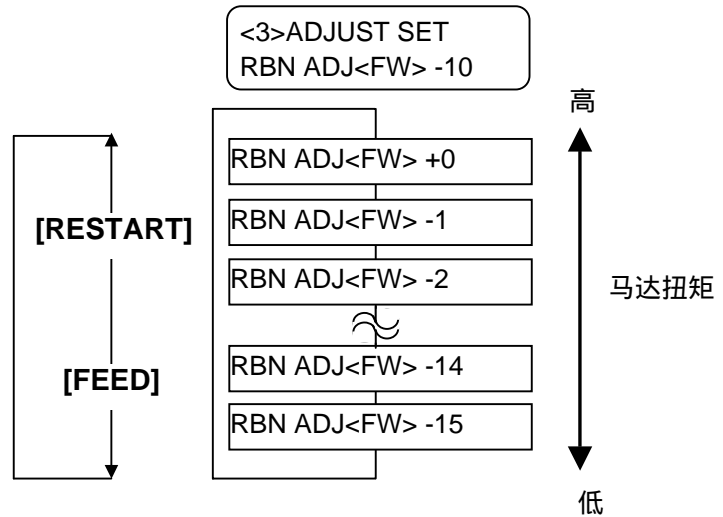 <3>ADJUST SET
RBN ADJ<FW> -10
高
RBN ADJ<FW> +0
[RESTART]
RBN ADJ<FW> -1
RBN ADJ<FW> -2
马达扭矩
[FEED]
RBN ADJ<FW> -14
RBN ADJ<FW> -15
低